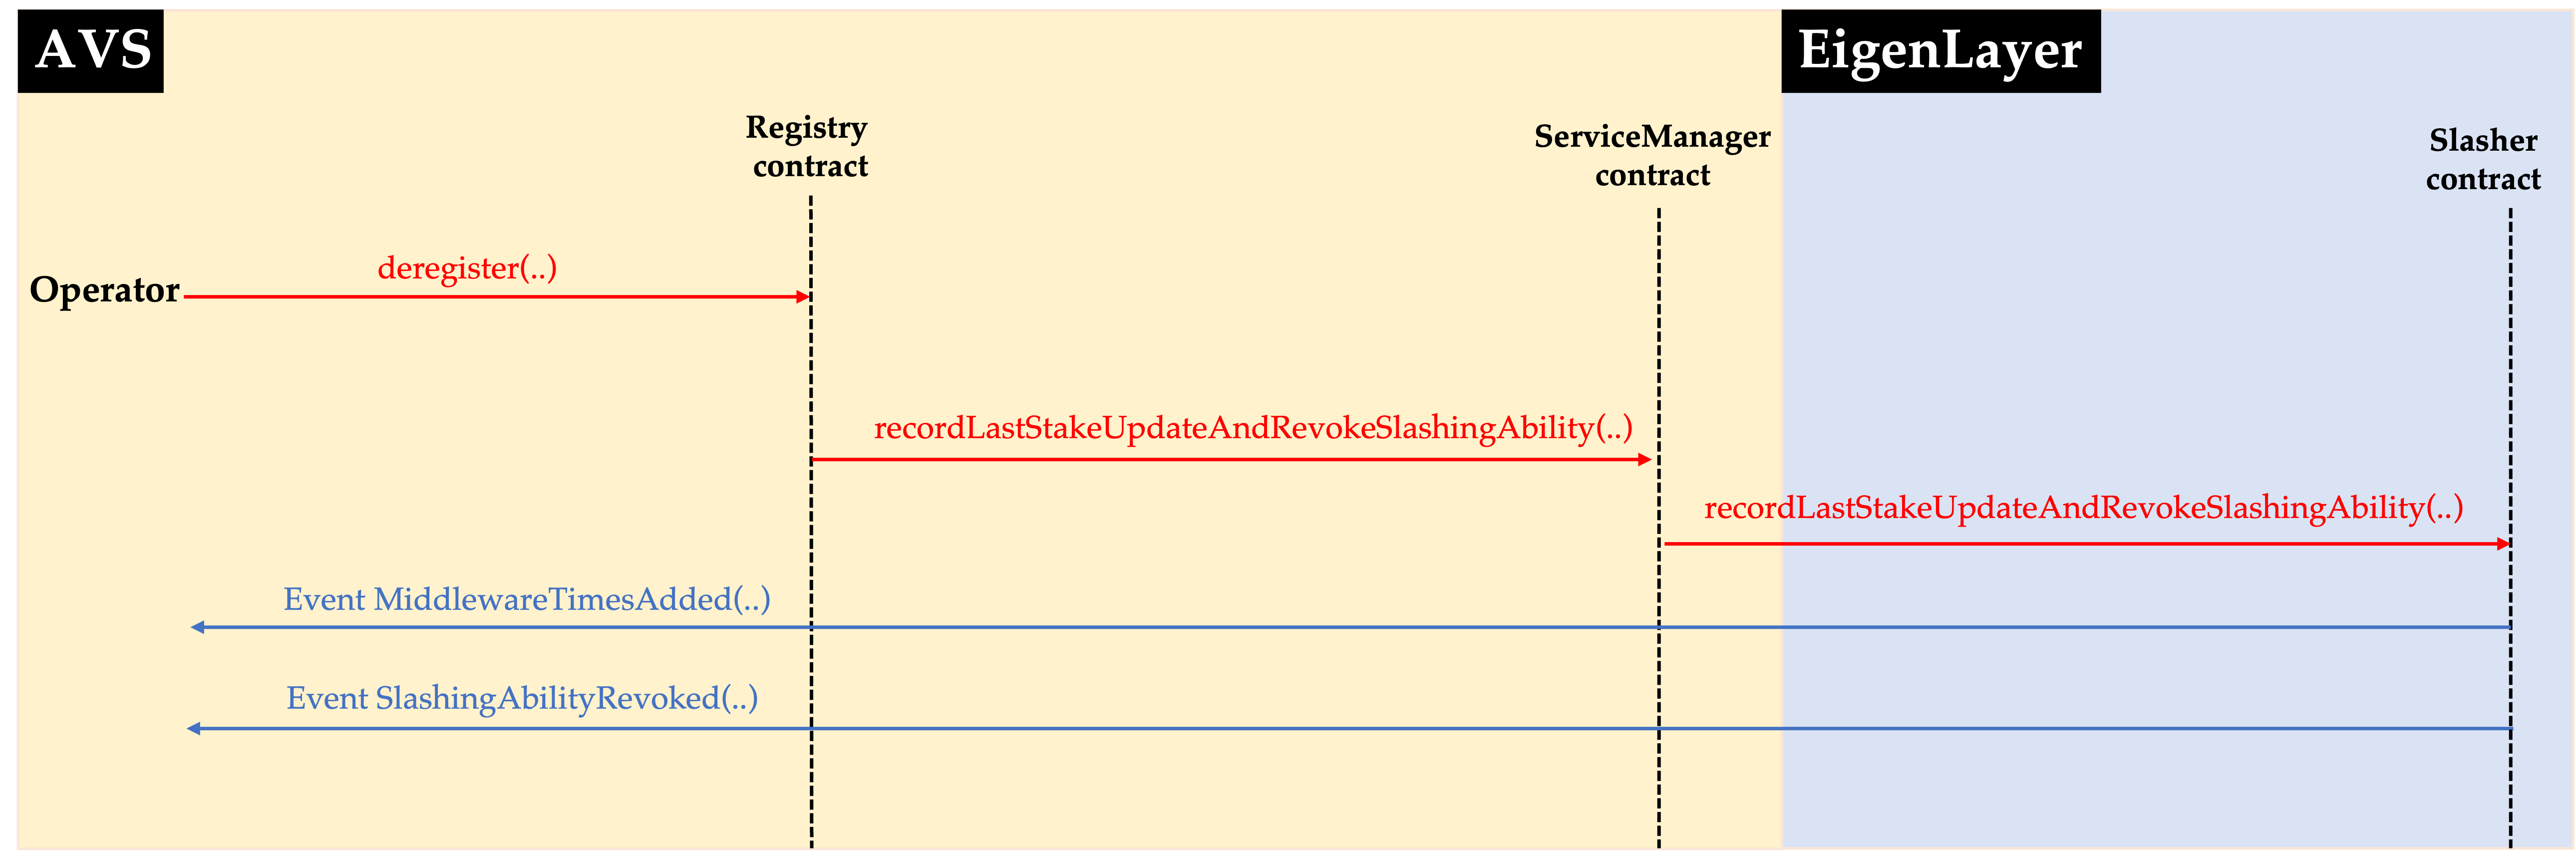 AVS
EigenLayer
Registry
contract
ServiceManager
contract
Slasher
contract
Operator
deregister(..)
recordLastStakeUpdateAndRevokeSlashingAbility(..)
recordLastStakeUpdateAndRevokeSlashingAbility(..)
Event MiddlewareTimesAdded(..)
Event SlashingAbilityRevoked(..)